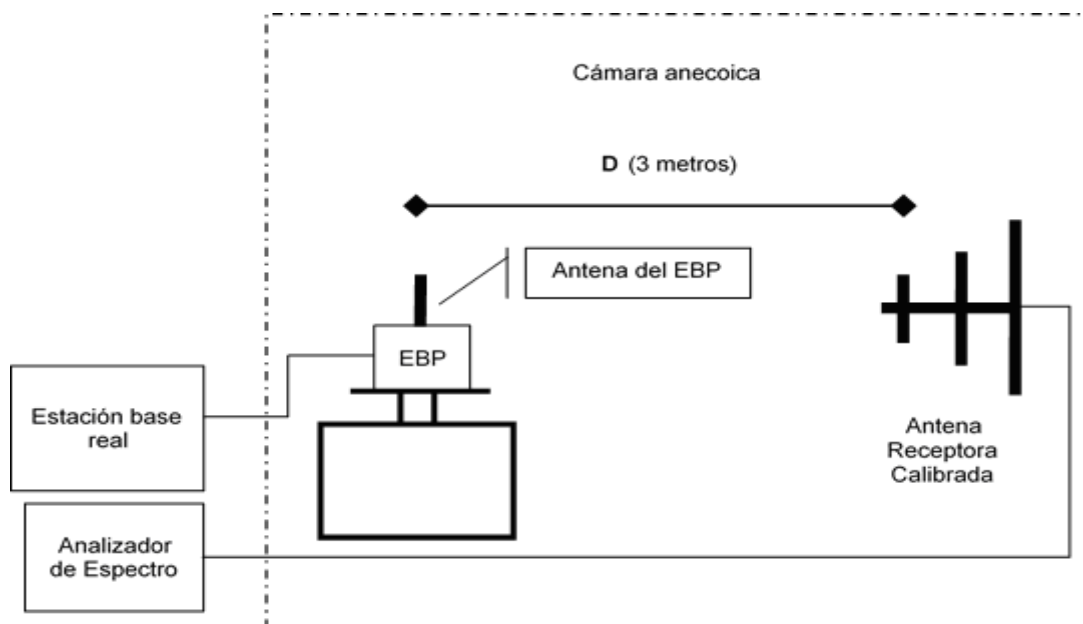 Cámara anecoica
D (3 metros)
Antena del EBP
EBP
Estación base
real
Antena
Receptora
Calibrada
Analizador
de Espectro